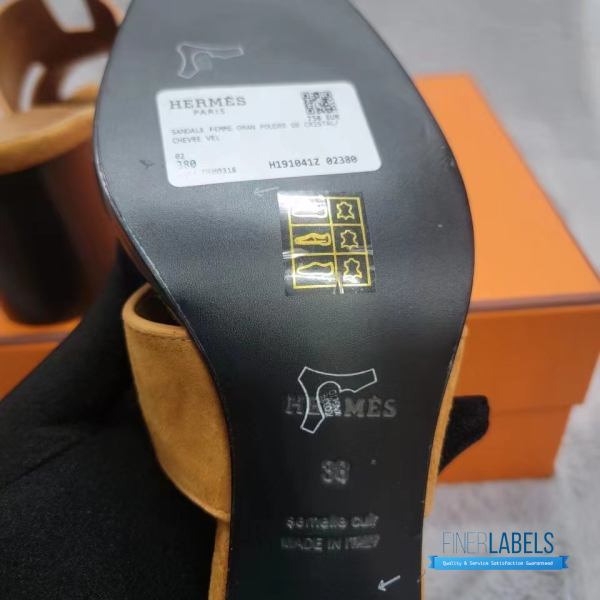 HERMÈS
PARIS
750 EUR
SANDALE FEMME ORAN POUDRE DE CRISTAL/
CHEVRE VEL
02
380
H191041Z 02380
HERMÈS
38
semelle cuir
MADE IN ITALY
FINERLABELS
Quality & Service Satisfaction Guaranteed